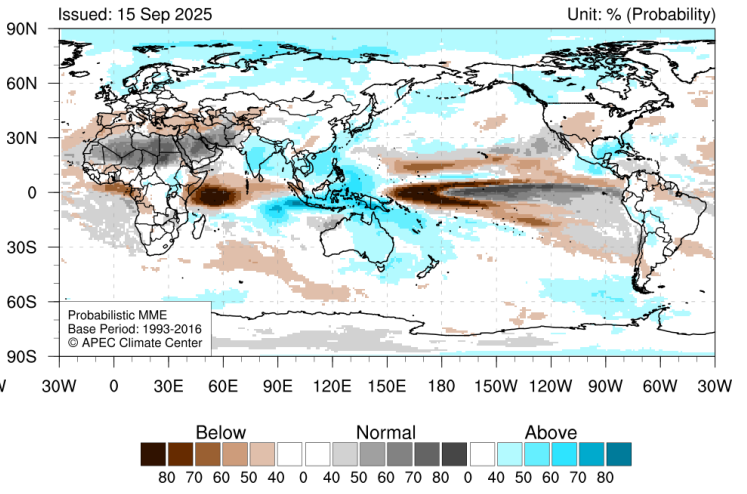 Issued: 15 Sep 2025 Unit: % (Probability)
90N
60N
30N
0
30S
60S
90S
Probabilistic MME
Base Period: 1993-2016
© APEC Climate Center
W 30W 0 30E 60E 90E 120E 150E 180 150W 120W 90W 60W 30W
Below Normal Above
80 70 60 50 40 0 40 50 60 70 80 0 40 50 60 70 80